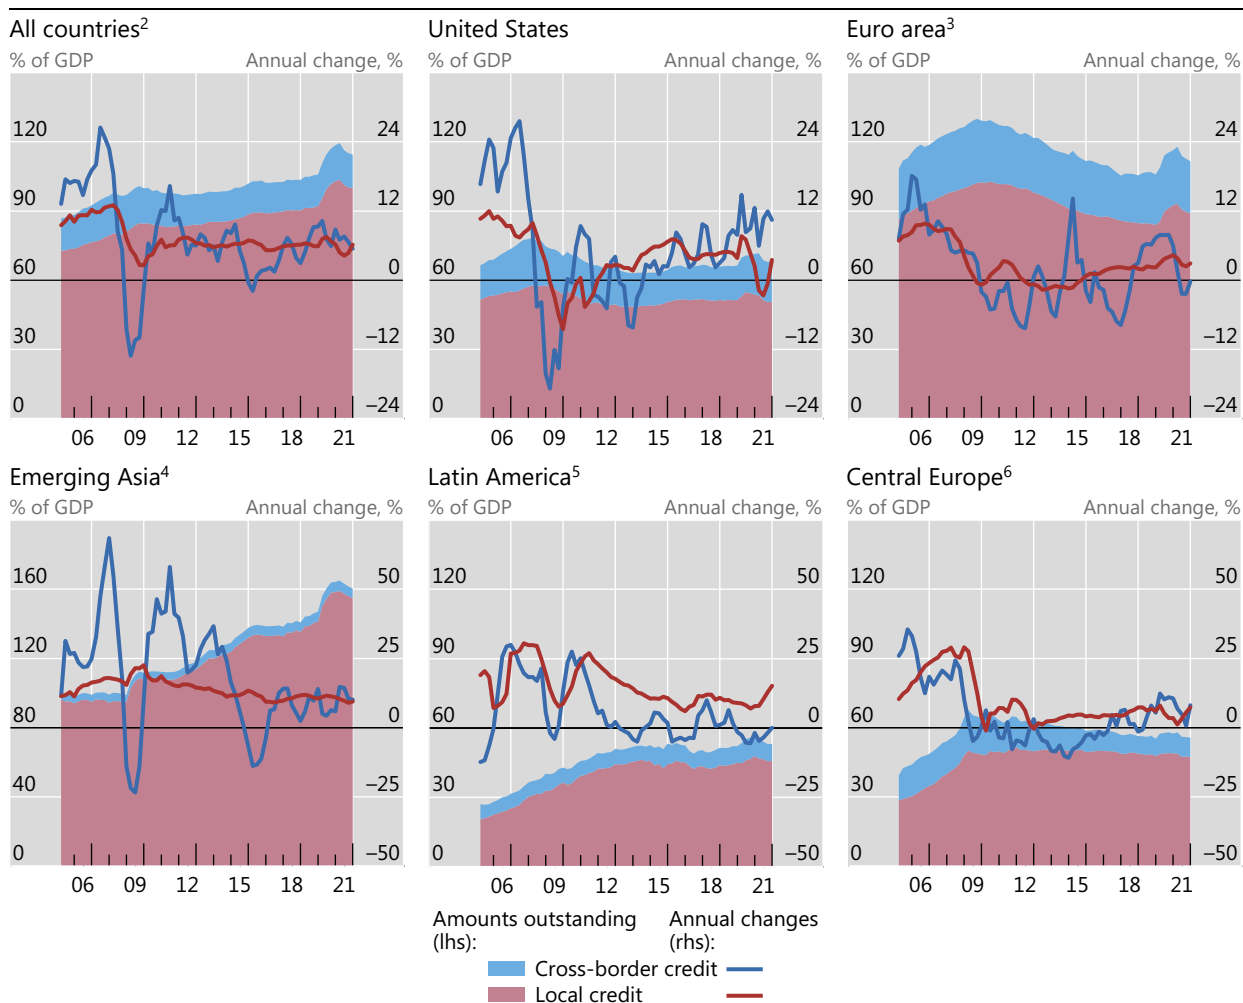 All countries²
% of GDP Annual change, %
120 24
90 12
60 0
30 –12
0 –24
06 09 12 15 18 21
United States
% of GDP Annual change, %
120 24
90 12
60 0
30 –12
0 –24
06 09 12 15 18 21
Euro area³
% of GDP Annual change, %
120 24
90 12
60 0
30 –12
0 –24
06 09 12 15 18 21
Emerging Asia⁴
% of GDP Annual change, %
160 50
120 25
80 0
40 –25
0 –50
06 09 12 15 18 21
Latin America⁵
% of GDP Annual change, %
120 50
90 25
60 0
30 –25
0 –50
06 09 12 15 18 21
Central Europe⁶
% of GDP Annual change, %
120 50
90 25
60 0
30 –25
0 –50
06 09 12 15 18 21
Amounts outstanding Annual changes
(lhs): (rhs):
Cross-border credit
Local credit